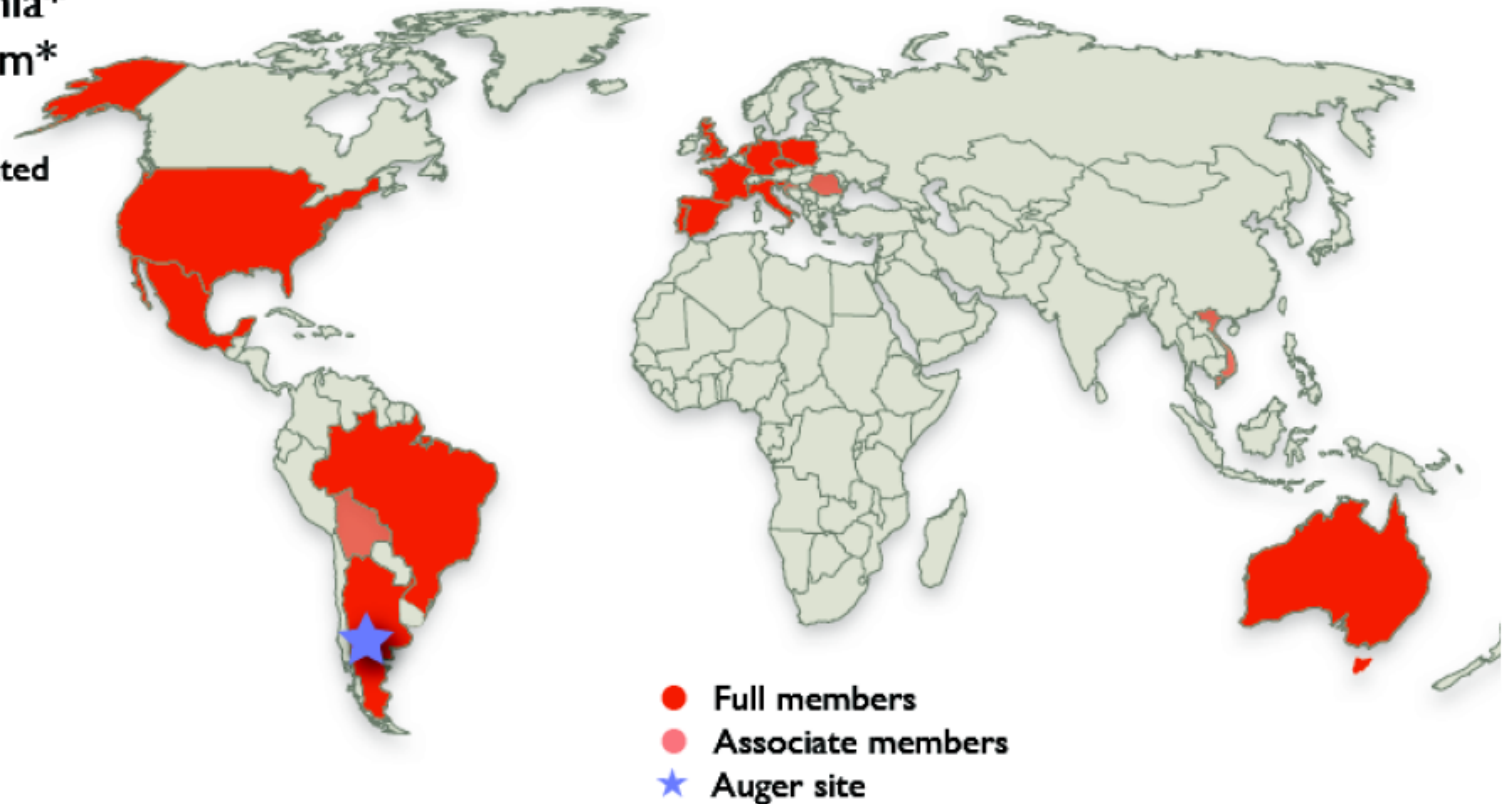 m*
ted
Full members
Associate members
Auger site